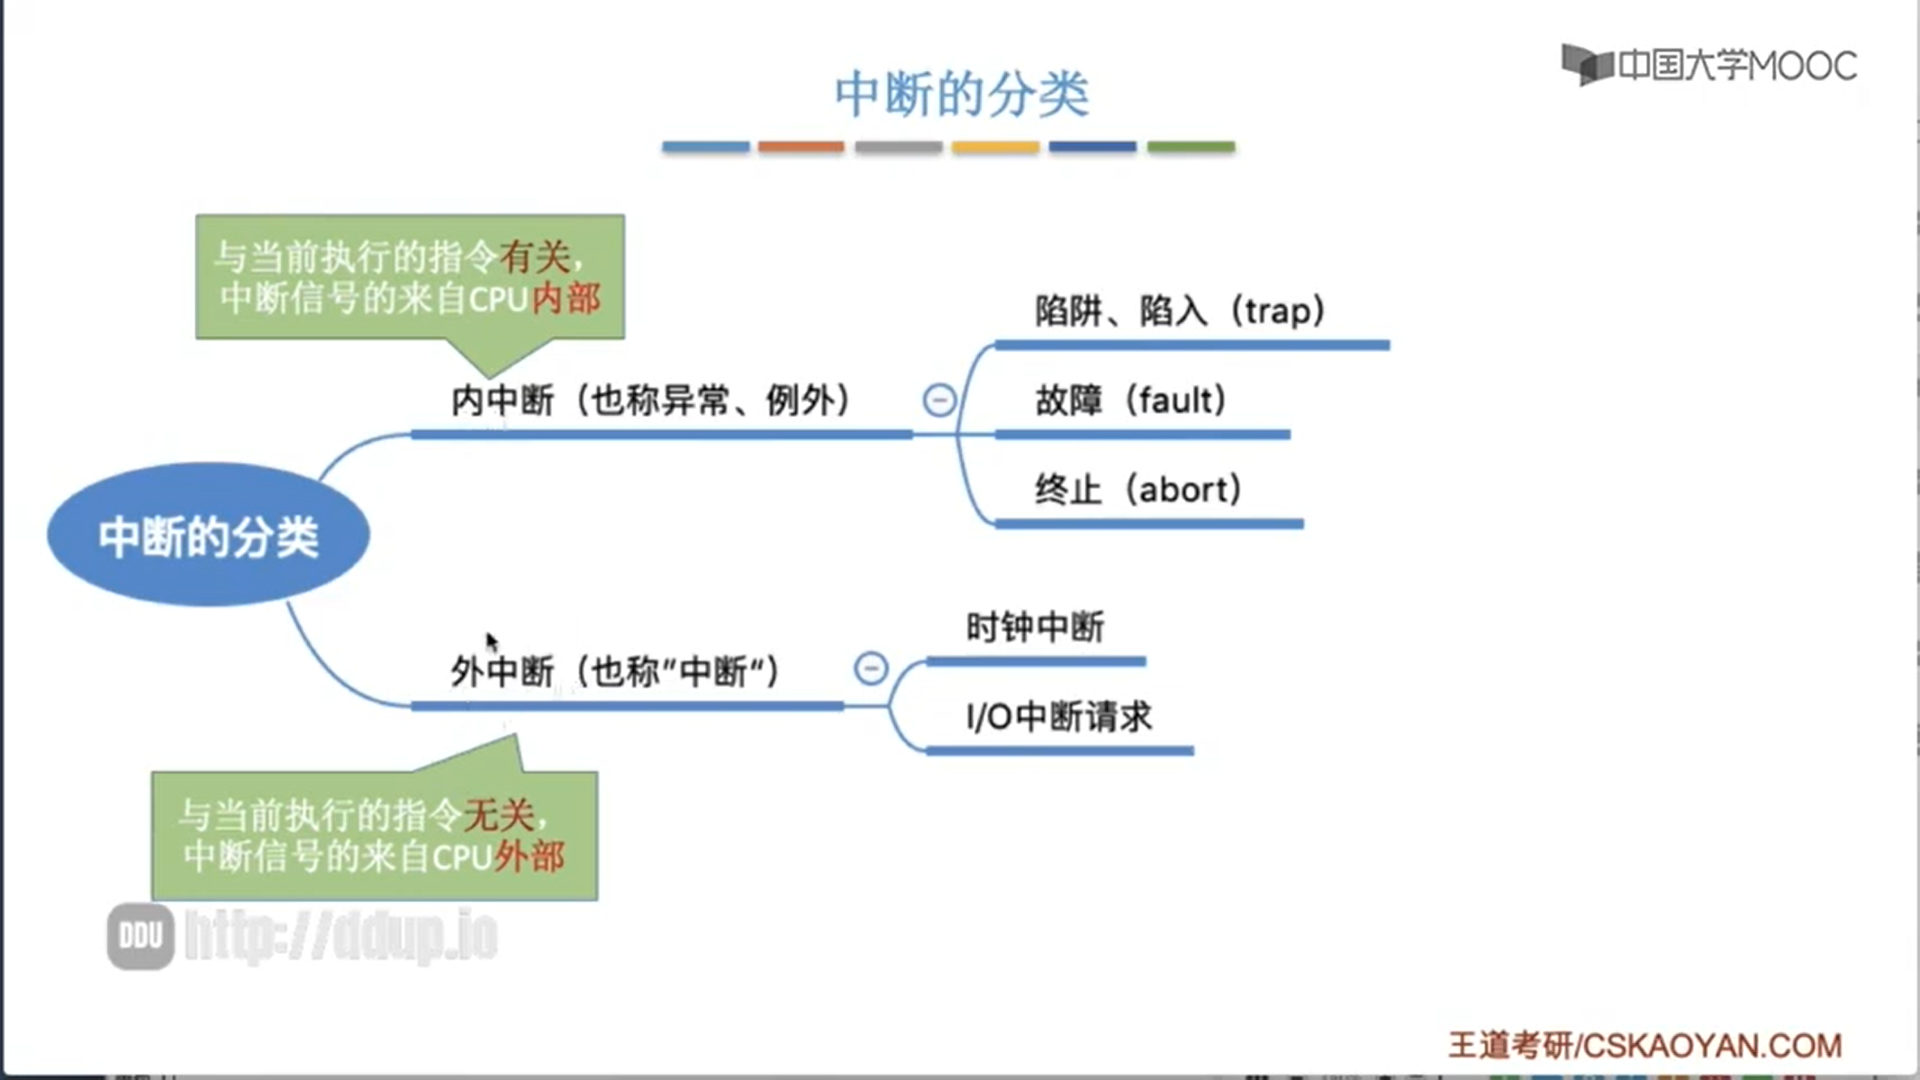 中国大学MOOC
中断的分类
与当前执行的指令有关，
中断信号的来自CPU内部
陷阱、陷入（trap）
内中断（也称异常、例外）
故障（fault）
终止（abort）
中断的分类
时钟中断
外中断（也称”中断“）
I/O中断请求
与当前执行的指令无关，
中断信号的来自CPU外部
DDU http://ddup.io
王道考研/CSKAOYAN.COM